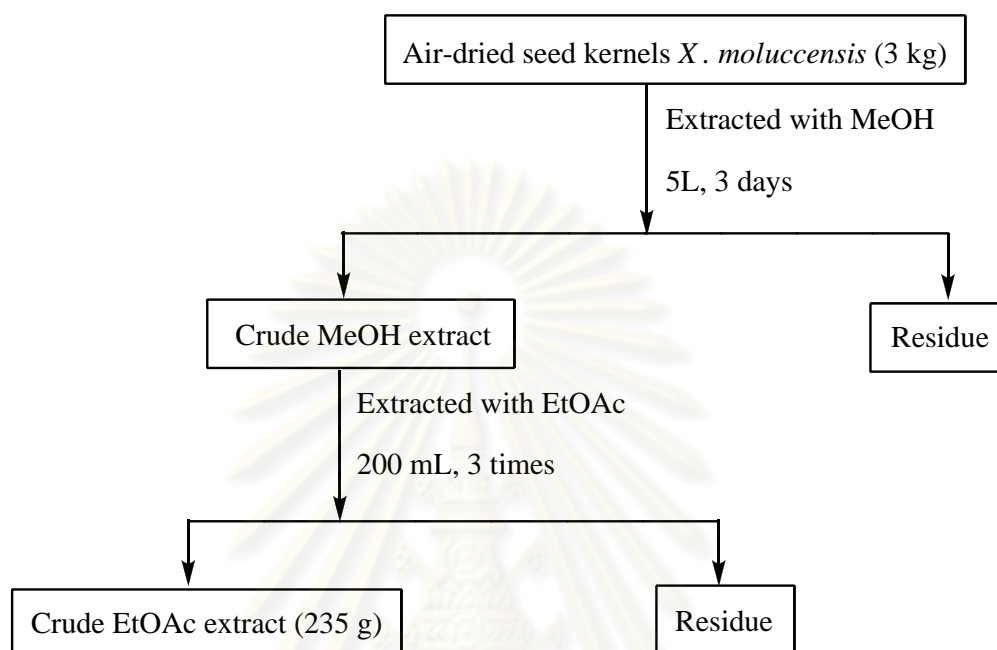 Air-dried seed kernels X . moluccensis (3 kg)
Extracted with MeOH
5L, 3 days
Crude MeOH extract
Residue
Extracted with EtOAc
200 mL, 3 times
Crude EtOAc extract (235 g)
Residue